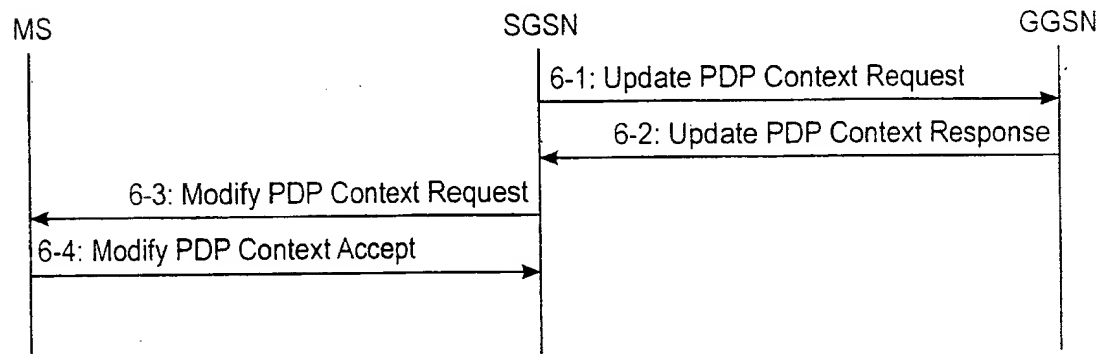 MS
SGSN
GGSN
6-1: Update PDP Context Request
6-2: Update PDP Context Response
6-3: Modify PDP Context Request
6-4: Modify PDP Context Accept